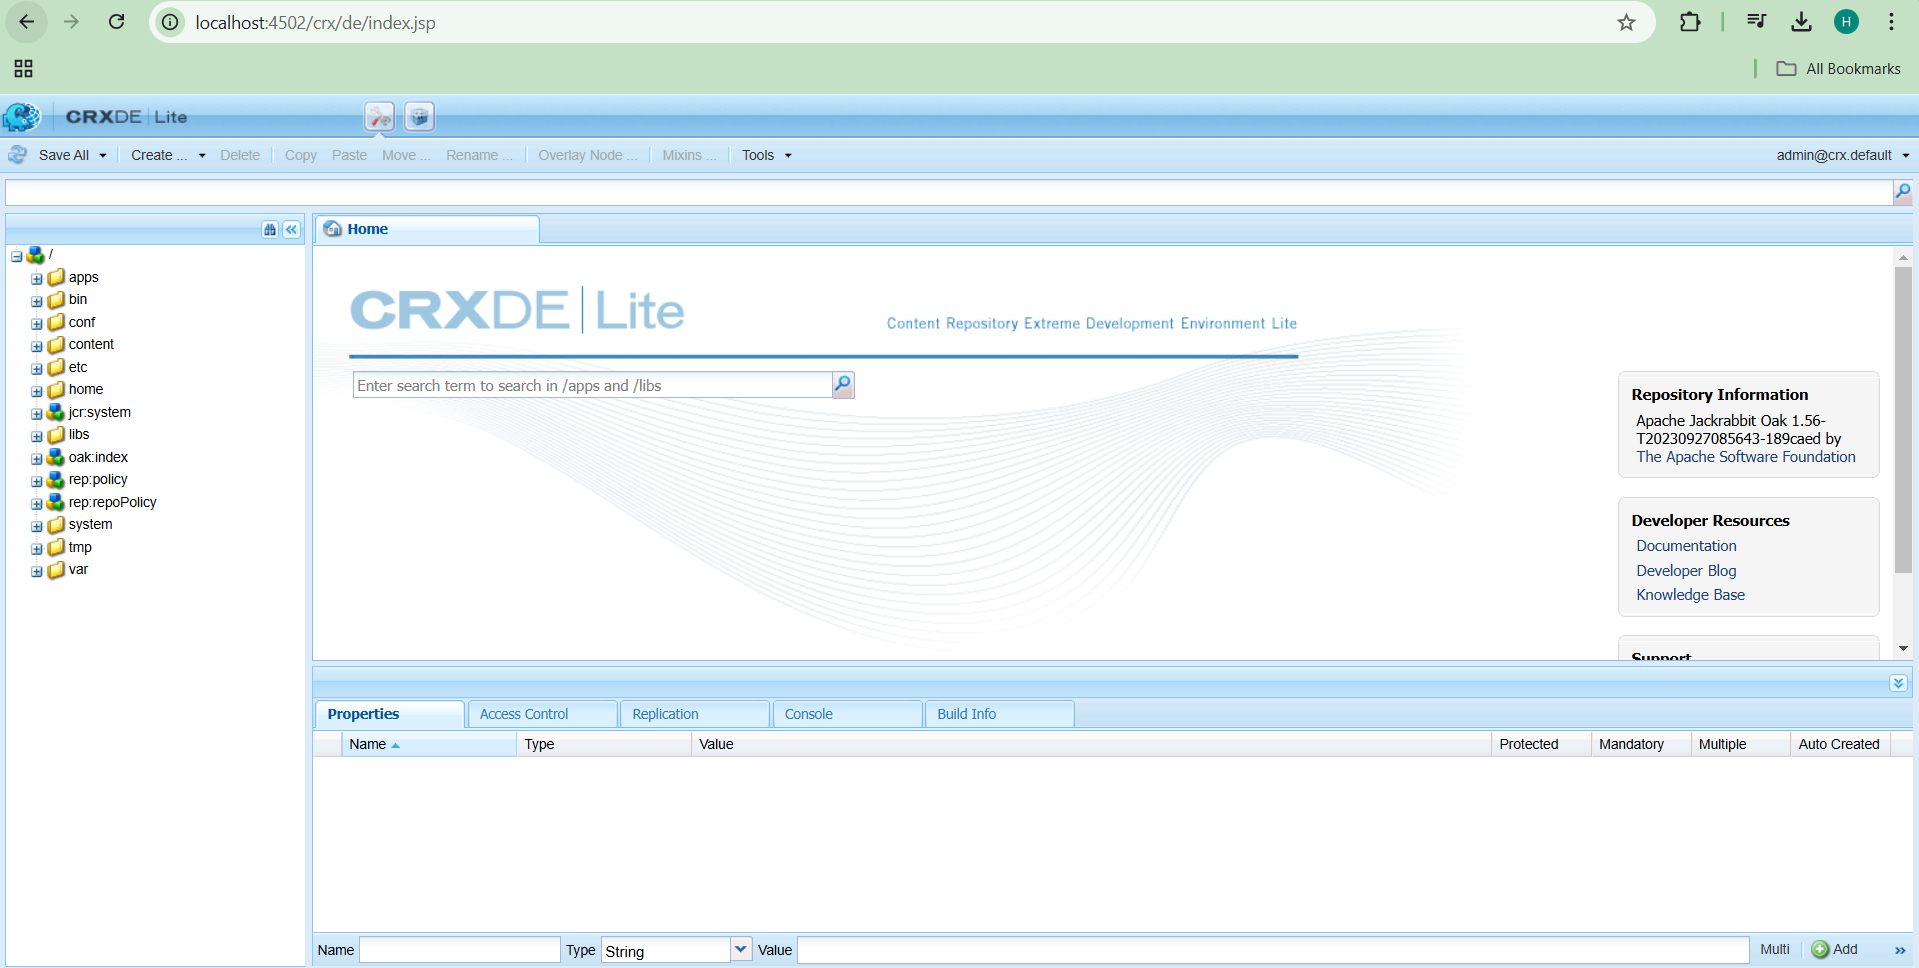 localhost:4502/crx/de/index.jsp
H
All Bookmarks
CRXDE | Lite
Save All Create ... Delete Copy Paste Move ... Rename ... Overlay Node ... Mixins ... Tools admin@crx.default
Home
/
apps
bin
conf
content
etc
home
jcr:system
libs
oak:index
rep:policy
rep:repoPolicy
system
tmp
var
CRXDE | Lite
Content Repository Extreme Development Environment Lite
Enter search term to search in /apps and /libs
Repository Information
Apache Jackrabbit Oak 1.56-
T20230927085643-189caed by
The Apache Software Foundation
Developer Resources
Documentation
Developer Blog
Knowledge Base
Support
Properties Access Control Replication Console Build Info
Name Type Value Protected Mandatory Multiple Auto Created
Name Type String Value Multi Add